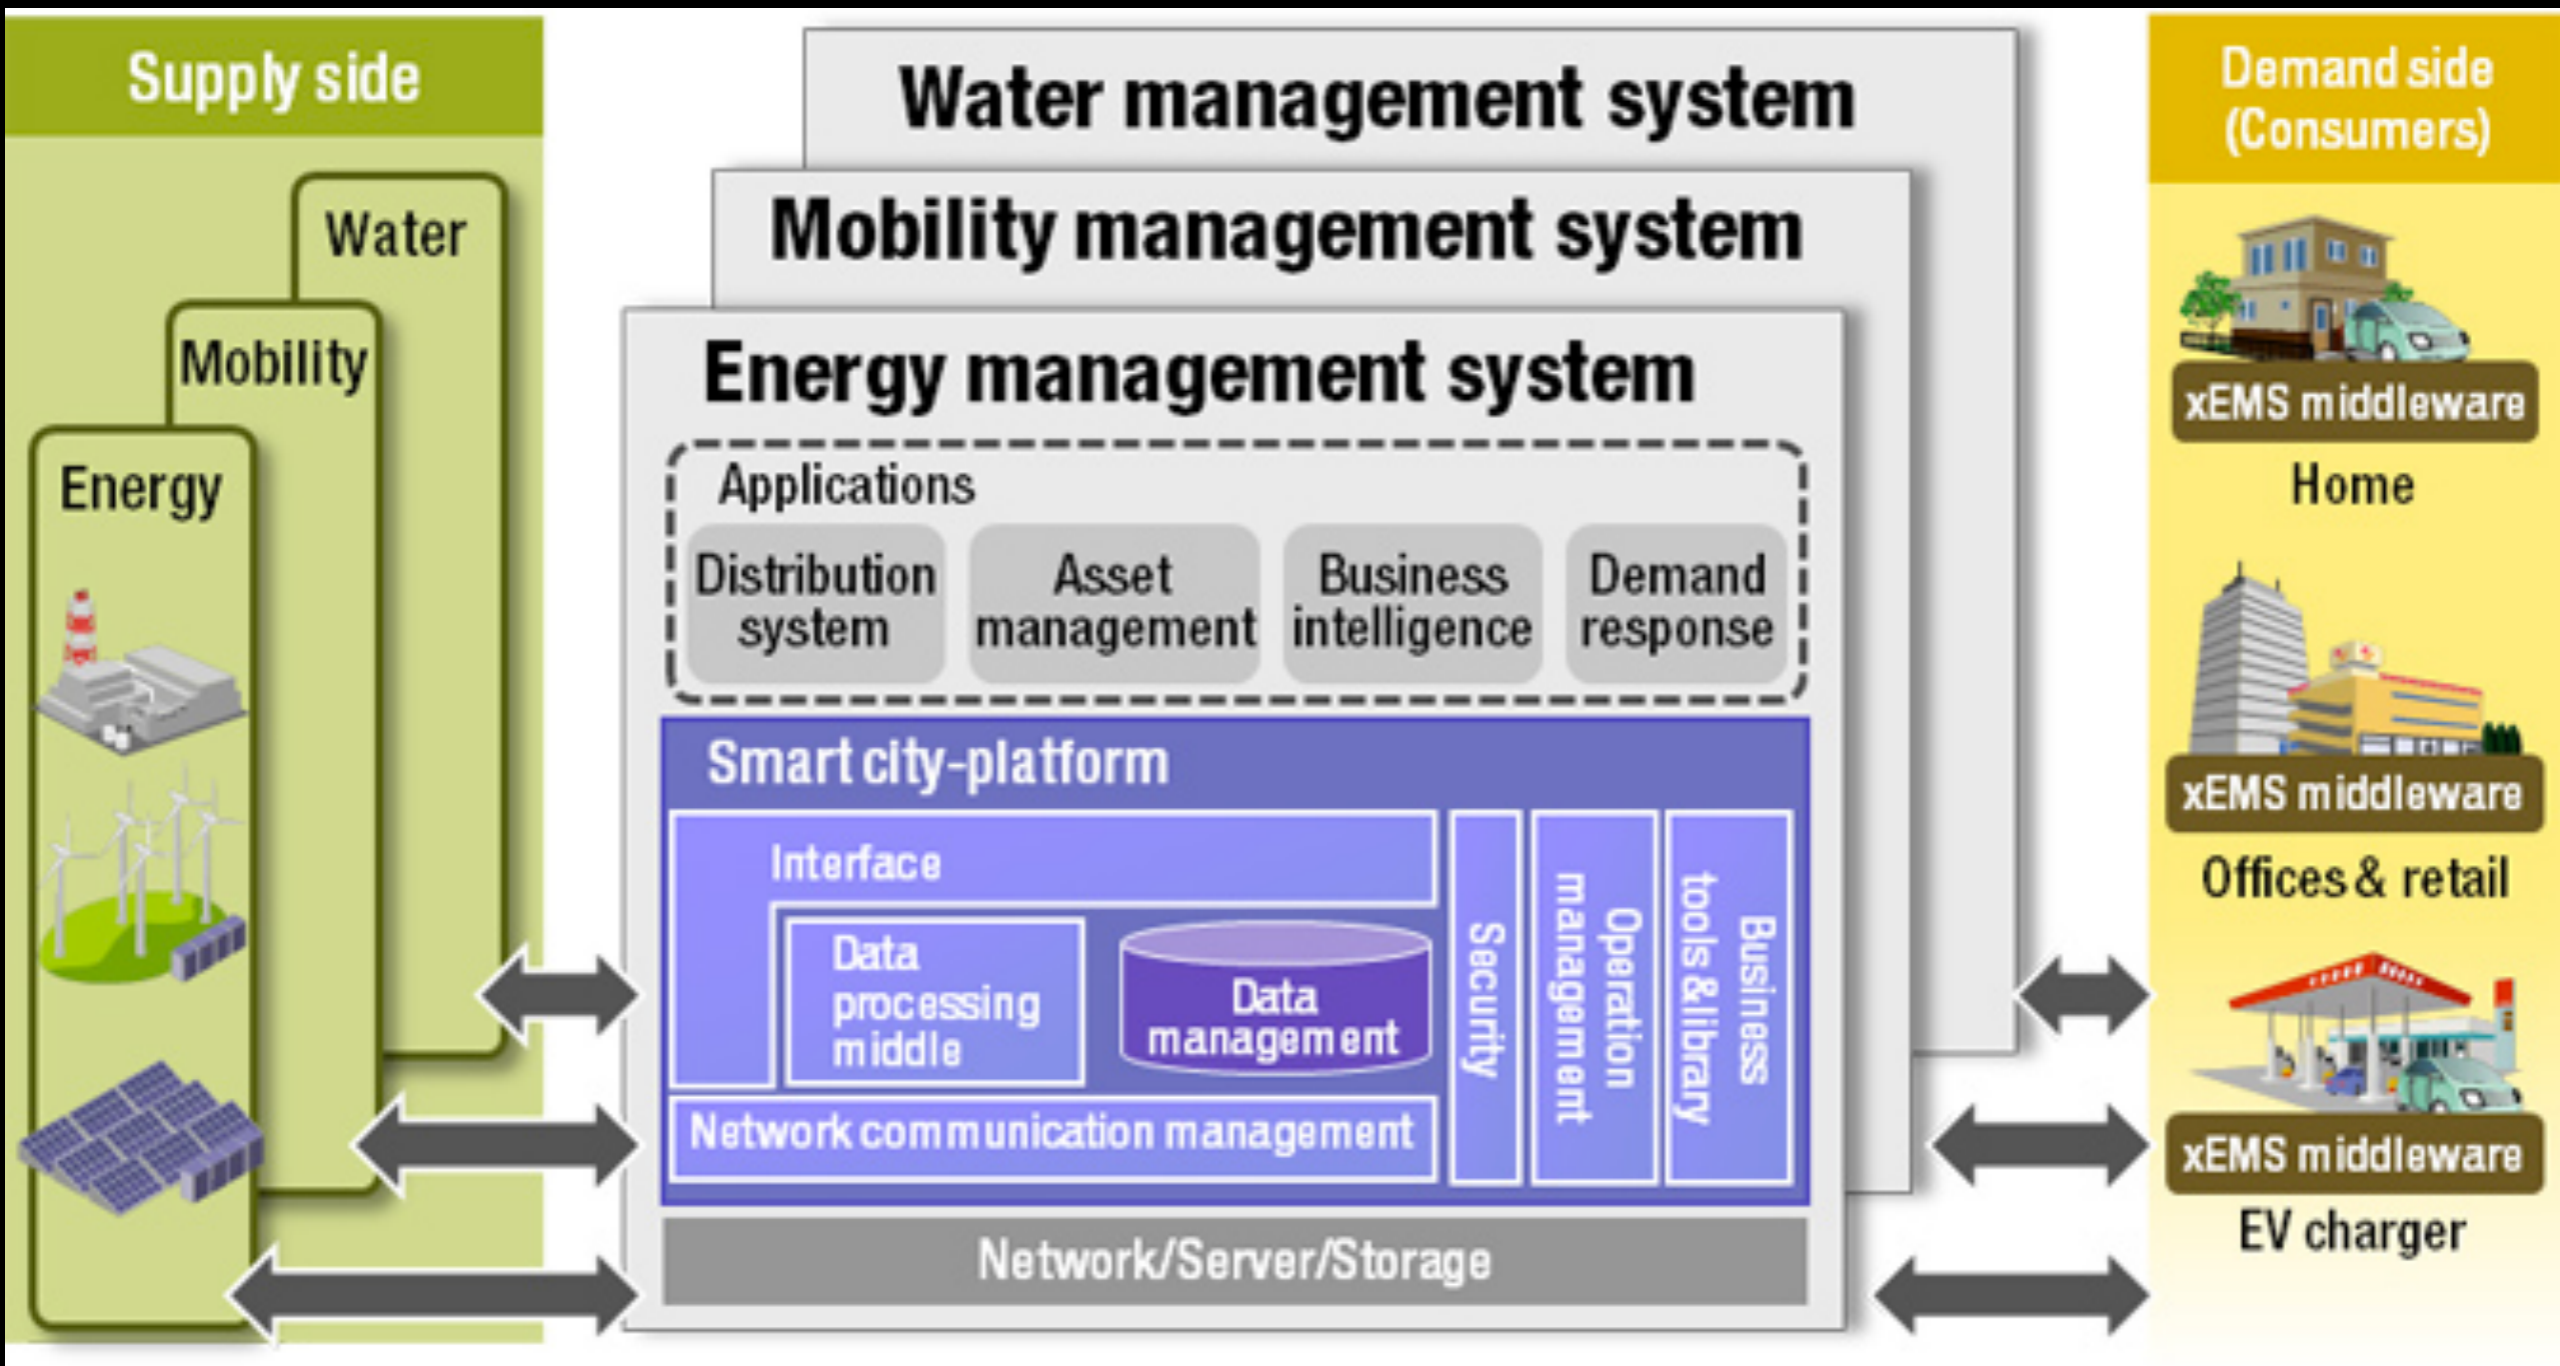 Supply side
Water
Mobility
Energy
Water management system
Mobility management system
Energy management system
Applications
Distribution
system
Asset
management
Business
intelligence
Demand
response
Smart city-platform
Interface
Data
processing
middle
Data
management
Network communication management
Security
Operation
management
Business
tools & library
Network/Server/Storage
Demand side
(Consumers)
xEMS middleware
Home
xEMS middleware
Offices & retail
xEMS middleware
EV charger